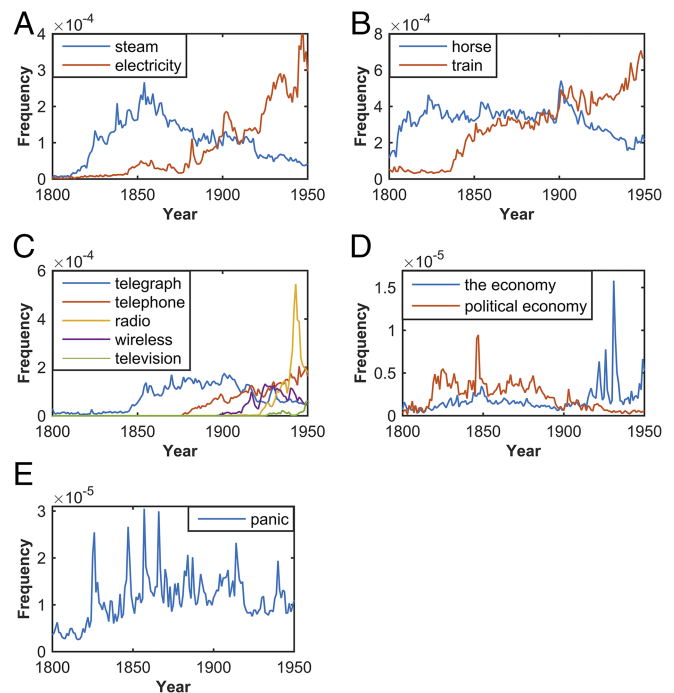 A
×10⁻⁴
4
3
2
1
0
Frequency
steam
electricity
1800
1850
1900
1950
Year
B
×10⁻⁴
8
6
4
2
0
Frequency
horse
train
1800
1850
1900
1950
Year
C
×10⁻⁴
6
4
2
0
Frequency
telegraph
telephone
radio
wireless
television
1800
1850
1900
1950
Year
D
×10⁻⁵
1.5
1
0.5
0
Frequency
the economy
political economy
1800
1850
1900
1950
Year
E
×10⁻⁵
3
2
1
0
Frequency
panic
1800
1850
1900
1950
Year